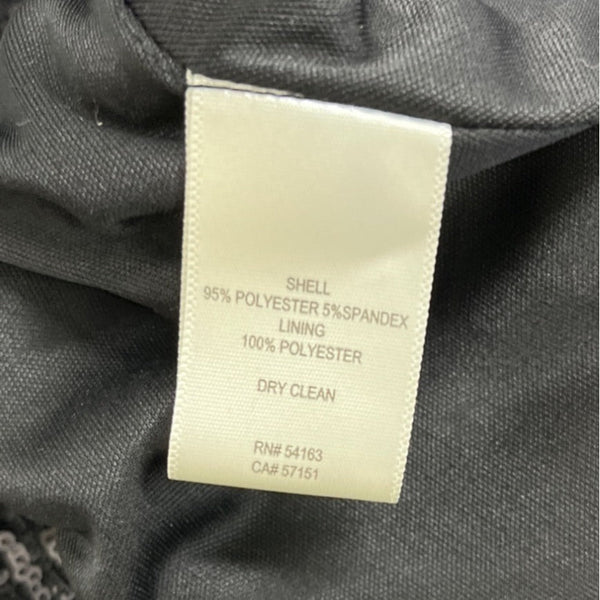 SHELL
95% POLYESTER 5%SPANDEX
LINING
100% POLYESTER
DRY CLEAN
RN# 54163
CA# 57151